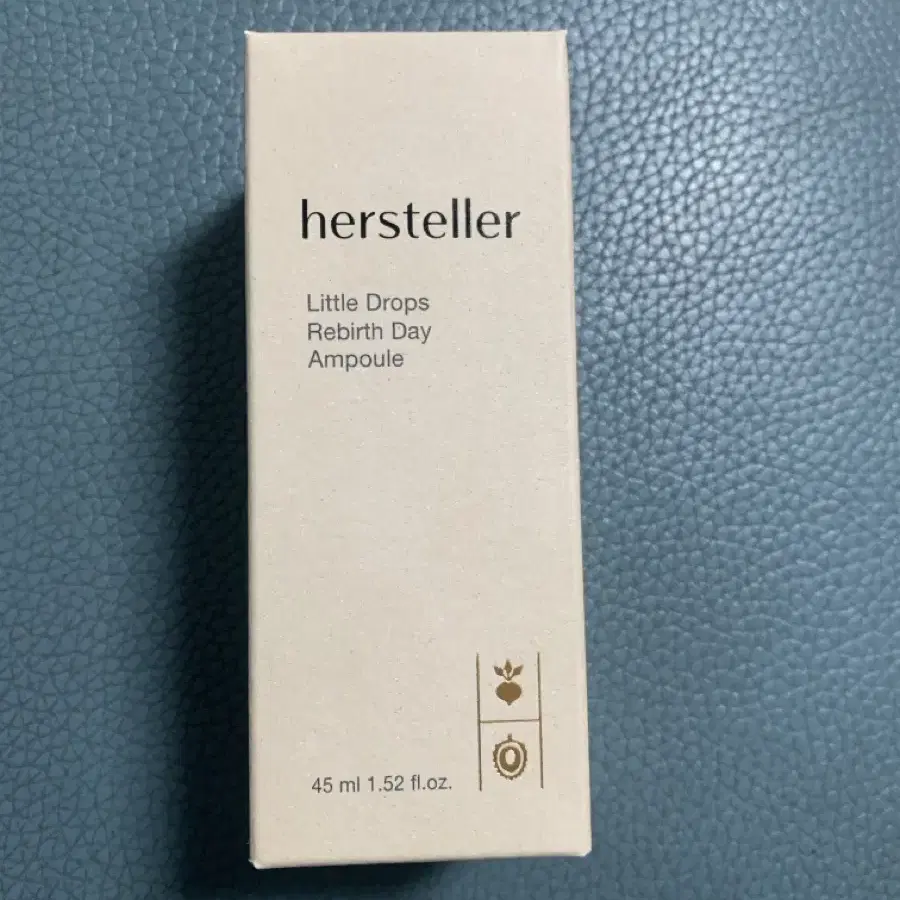 hersteller
Little Drops
Rebirth Day
Ampoule
45 ml 1.52 fl.oz.